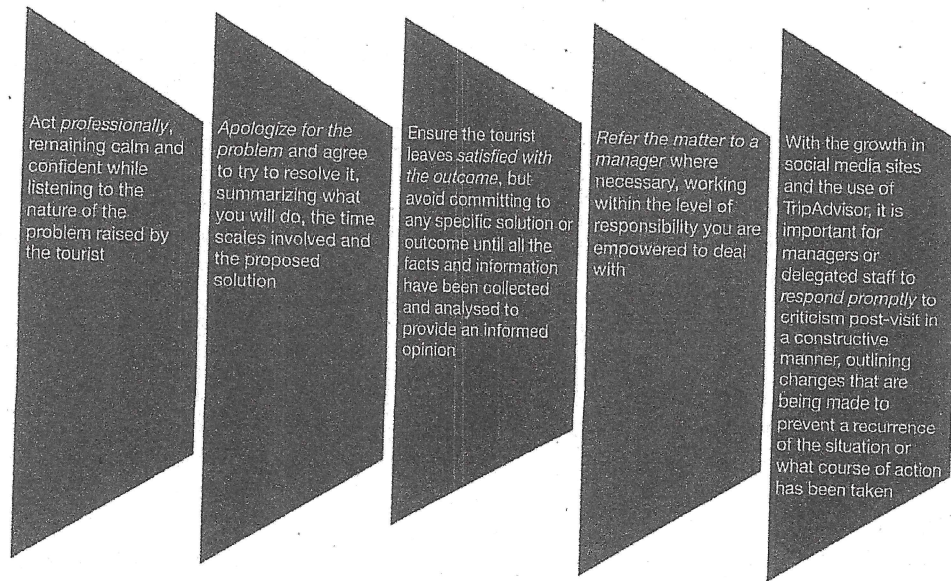 Act professionally,
remaining calm and
confident while
listening to the
nature of the
problem raised by
the tourist
Apologize for the
problem and agree
to try to resolve it,
summarizing what
you will do, the time
scales involved and
the proposed
solution
Ensure the tourist
leaves satisfied with
the outcome, but
avoid committing to
any specific solution or
outcome until all the
facts and information
have been collected
and analysed to
provide an informed
opinion
Refer the matter to a
manager where
necessary, working
within the level of
responsibility you are
empowered to deal
with
With the growth in
social media sites
and the use of
TripAdvisor, it is
important for
managers or
delegated staff to
respond promptly to
criticism post-visit in
a constructive
manner, outlining
changes that are
being made to
prevent a recurrence
of the situation or
what course of action
has been taken